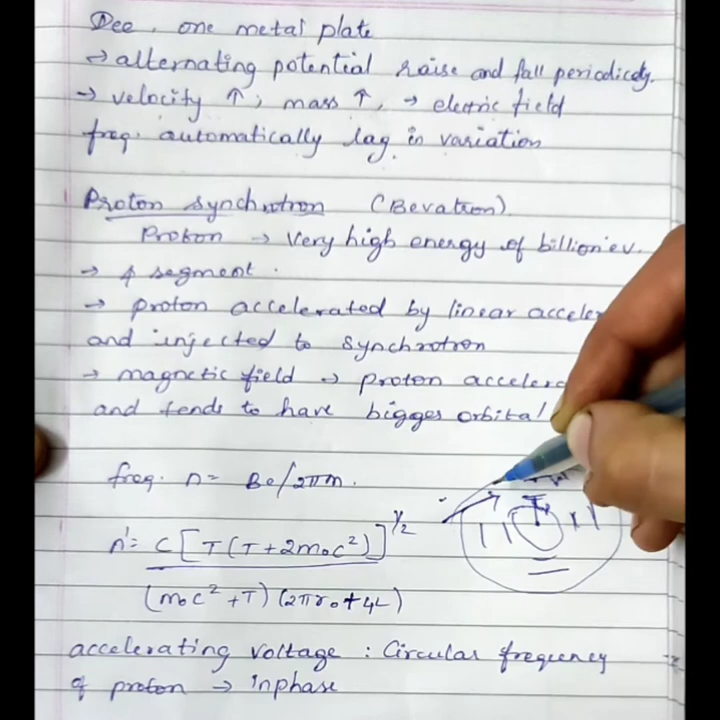 Dee, one metal plate
→ alternating potential raise and fall periodicaly.
→ velocity ↑; mass ↑, → electric field
freq. automatically lag in variation
Proton synchrotron (Bevatron)
Proton → very high energy of billion ev.
→ 4 segment.
→ proton accelerated by linear acceler
and injected to synchrotron
→ magnetic field → proton accelera
and tends to have bigger orbital
freq. n = Be/2πm.
n' = C[T(T+2m₀c²)]^1/2
(m₀c²+T)(2πr₀+4L)
accelerating voltage : Circular frequency
of proton → inphase